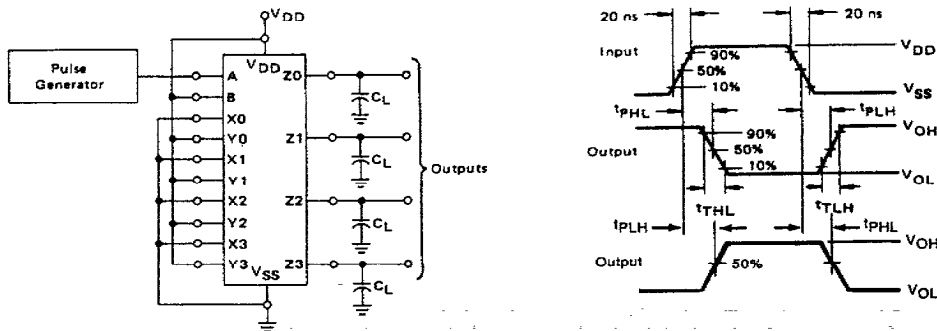 VDD
Pulse
Generator
A
B
X0
Y0
X1
Y1
X2
Y2
X3
Y3
VDD
VSS
Z0
Z1
Z2
Z3
CL
CL
CL
CL
Outputs
20 ns
20 ns
Input
VDD
90%
50%
10%
VSS
tPHL
tPLH
VOH
Output
90%
50%
10%
VOL
tTHL
tTLH
tPLH
tPHL
VOH
Output
50%
VOL